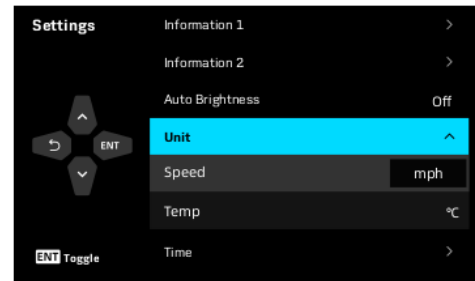 Settings
Information 1
Information 2
Auto Brightness Off
ENT
Unit
Speed mph
Temp ℃
ENT Toggle
Time